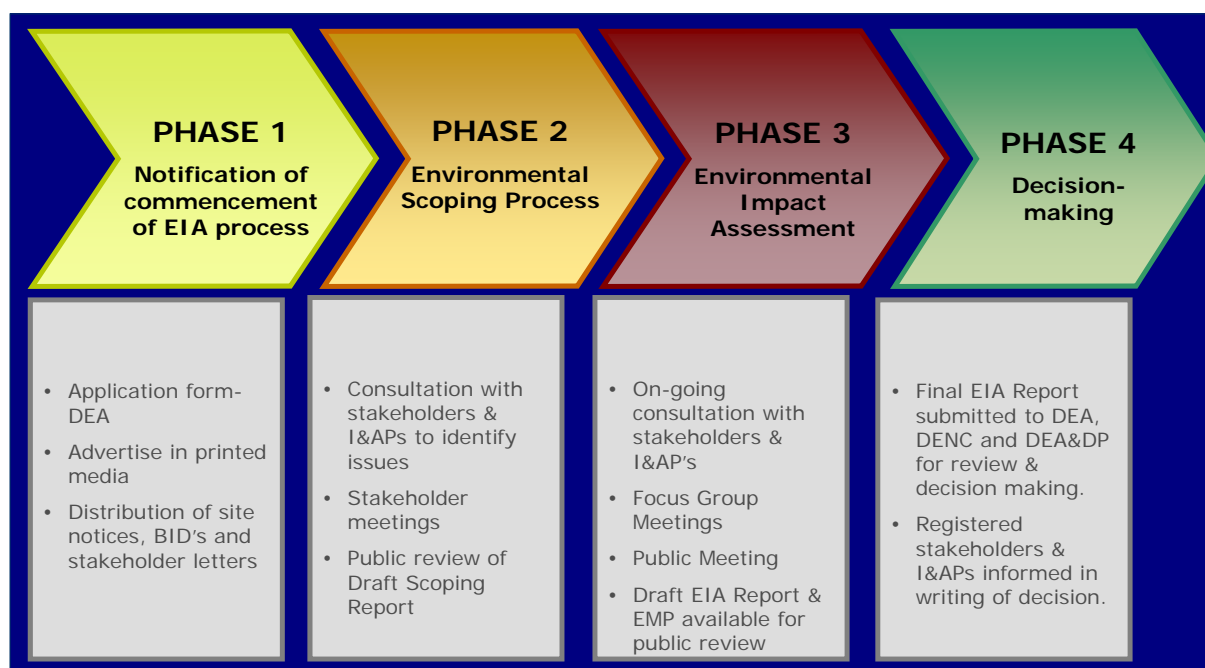 PHASE 1
Notification of
commencement
of EIA process
PHASE 2
Environmental
Scoping Process
PHASE 3
Environmental
Impact
Assessment
PHASE 4
Decision-
making
• Application form-
DEA
• Advertise in printed
media
• Distribution of site
notices, BID's and
stakeholder letters
• Consultation with
stakeholders &
I&APs to identify
issues
• Stakeholder
meetings
• Public review of
Draft Scoping
Report
• On-going
consultation with
stakeholders &
I&AP's
• Focus Group
Meetings
• Public Meeting
• Draft EIA Report &
EMP available for
public review
• Final EIA Report
submitted to DEA,
DENC and DEA&DP
for review &
decision making.
• Registered
stakeholders &
I&APs informed in
writing of decision.